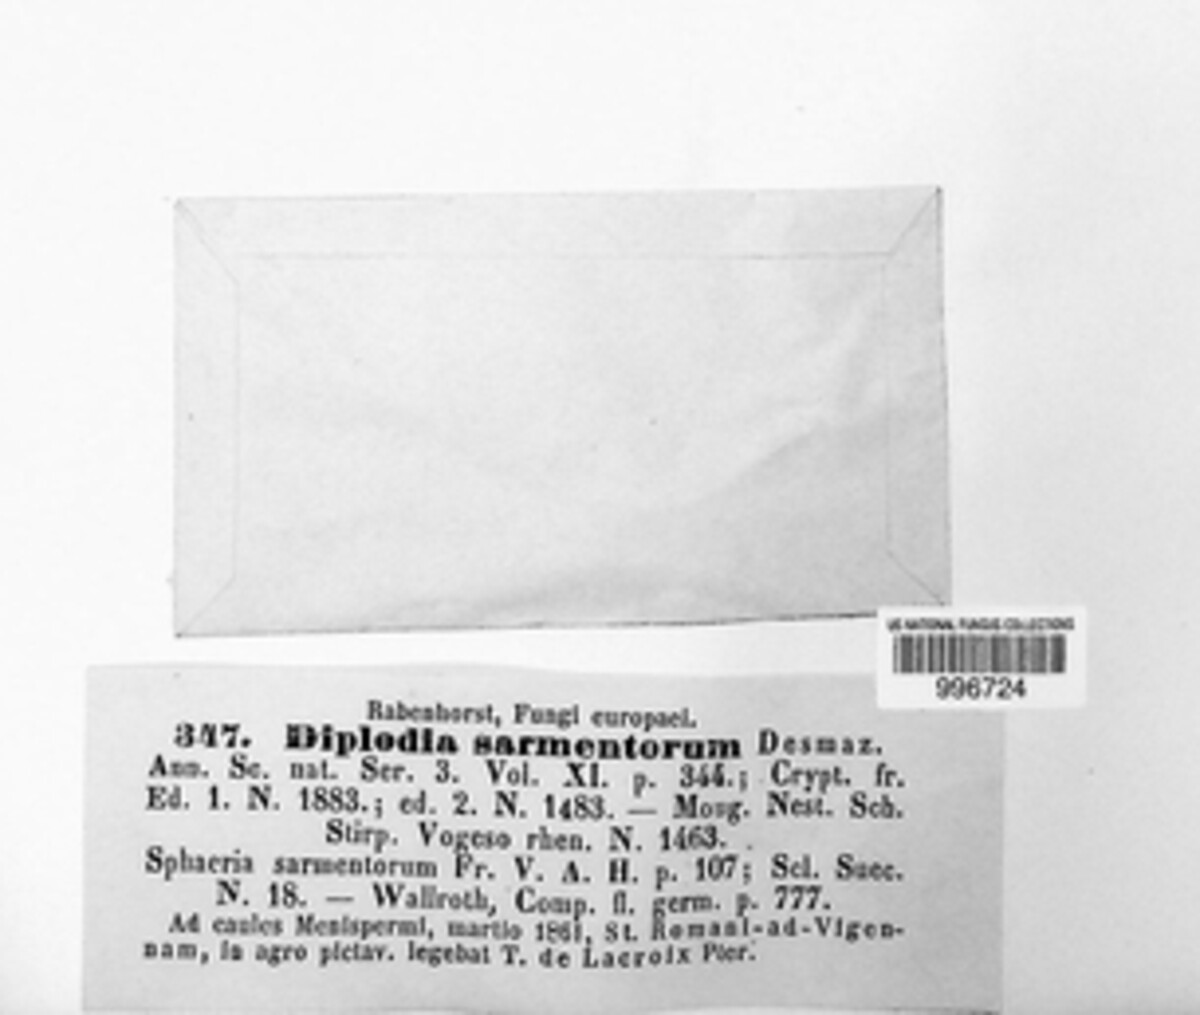 US NATIONAL FUNGUS COLLECTIONS
996724
Rabenhorst, Fungi europaei.
347. Diplodia sarmentorum Desmaz.
Ann. Sc. nat. Ser. 3. Vol. XI. p. 344.; Crypt. fr.
Ed. 1. N. 1883.; ed. 2. N. 1483. — Moug. Nest. Sch.
Stirp. Vogeso rhen. N. 1463.
Sphaeria sarmentorum Fr. V. A. H. p. 107; Scl. Suec.
N. 18. — Wallroth, Comp. fl. germ. p. 777.
Ad caules Menispermi, martio 1861, St. Romani-ad-Vigen-
nam, in agro pictav. legebat T. de Lacroix Pier.